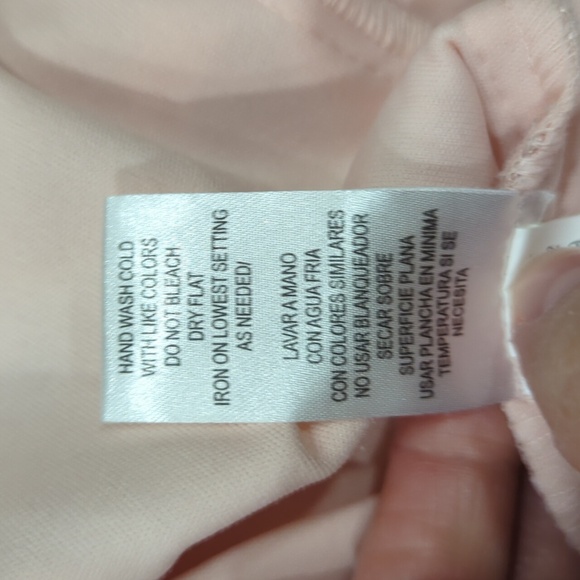 HAND WASH COLD
WITH LIKE COLORS
DO NOT BLEACH
DRY FLAT
IRON ON LOWEST SETTING
AS NEEDED/
LAVAR A MANO
CON AGUA FRIA
CON COLORES SIMILARES
NO USAR BLANQUEADOR
SECAR SOBRE
SUPERFICIE PLANA
USAR PLANCHA EN MINIMA
TEMPERATURA SI SE
NECESITA